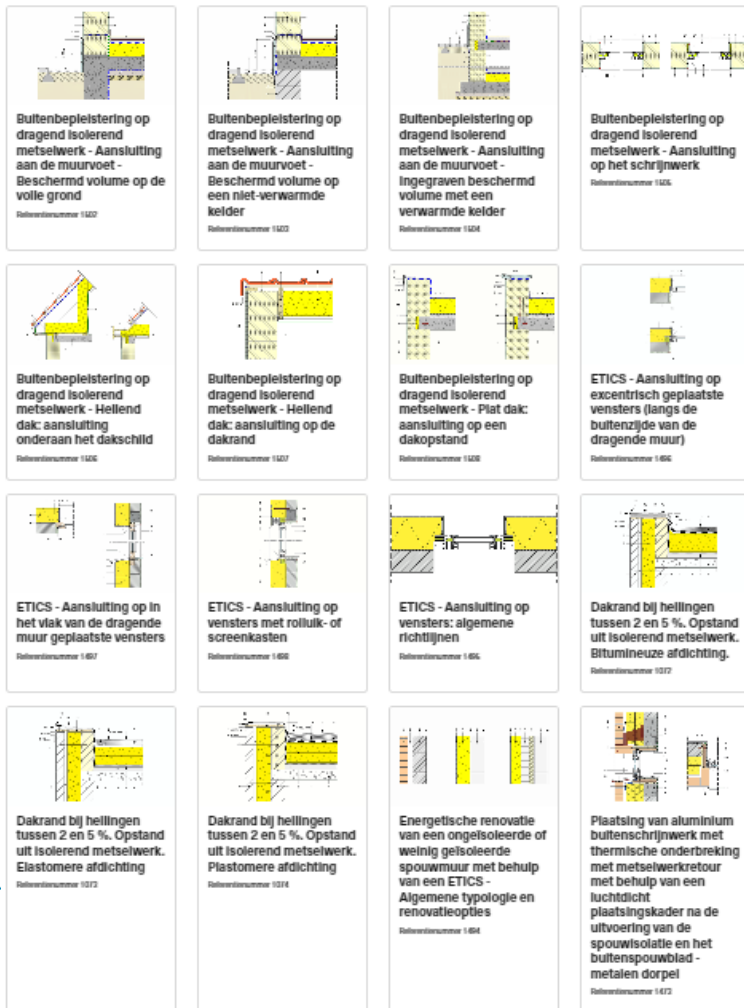 Buitenbepleistering op
dragend isolerend
metselwerk - Aansluiting
aan de muurvoet -
Beschermd volume op de
volle grond
Referentienummer 1502
Buitenbepleistering op
dragend isolerend
metselwerk - Aansluiting
aan de muurvoet -
Beschermd volume op
een niet-verwarmde
kelder
Referentienummer 1503
Buitenbepleistering op
dragend isolerend
metselwerk - Aansluiting
aan de muurvoet -
Ingegraven beschermd
volume met een
verwarmde kelder
Referentienummer 1504
Buitenbepleistering op
dragend isolerend
metselwerk - Aansluiting
op het schrijnwerk
Referentienummer 1505
Buitenbepleistering op
dragend isolerend
metselwerk - Hellend
dak: aansluiting
onderaan het dakschild
Referentienummer 1506
Buitenbepleistering op
dragend isolerend
metselwerk - Hellend
dak: aansluiting op de
dakrand
Referentienummer 1507
Buitenbepleistering op
dragend isolerend
metselwerk - Plat dak:
aansluiting op een
dakopstand
Referentienummer 1508
ETICS - Aansluiting op
excentrisch geplaatste
vensters (langs de
buitenzijde van de
dragende muur)
Referentienummer 1496
ETICS - Aansluiting op in
het vlak van de dragende
muur geplaatste vensters
Referentienummer 1497
ETICS - Aansluiting op
vensters met rolluik- of
screenkasten
Referentienummer 1498
ETICS - Aansluiting op
vensters: algemene
richtlijnen
Referentienummer 1495
Dakrand bij hellingen
tussen 2 en 5 %. Opstand
uit isolerend metselwerk.
Bitumineuze afdichting.
Referentienummer 1072
Dakrand bij hellingen
tussen 2 en 5 %. Opstand
uit isolerend metselwerk.
Elastomere afdichting
Referentienummer 1073
Dakrand bij hellingen
tussen 2 en 5 %. Opstand
uit isolerend metselwerk.
Plastomere afdichting
Referentienummer 1074
Energetische renovatie
van een ongeïsoleerde of
weinig geïsoleerde
spouwmuur met behulp
van een ETICS -
Algemene typologie en
renovatieopties
Referentienummer 1494
Plaatsing van aluminium
buitenschrijnwerk met
thermische onderbreking
met metselwerkretour
met behulp van een
luchtdicht
plaatsingskader na de
uitvoering van de
spouwisolatie en het
buitenspouwblad -
metalen dorpel
Referentienummer 1473